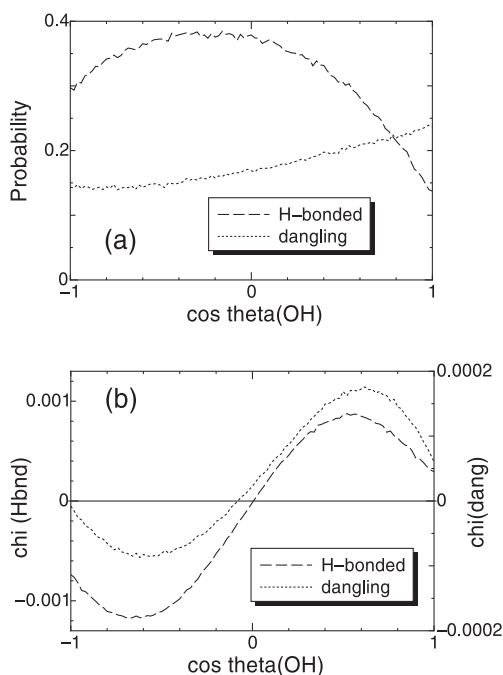 0.4
0.2
0
Probability
(a)
H–bonded
dangling
−1 0 1
cos theta(OH)
0.001
0
−0.001
chi (Hbnd)
(b)
0.0002
0
−0.0002
chi(dang)
H–bonded
dangling
−1 0 1
cos theta(OH)